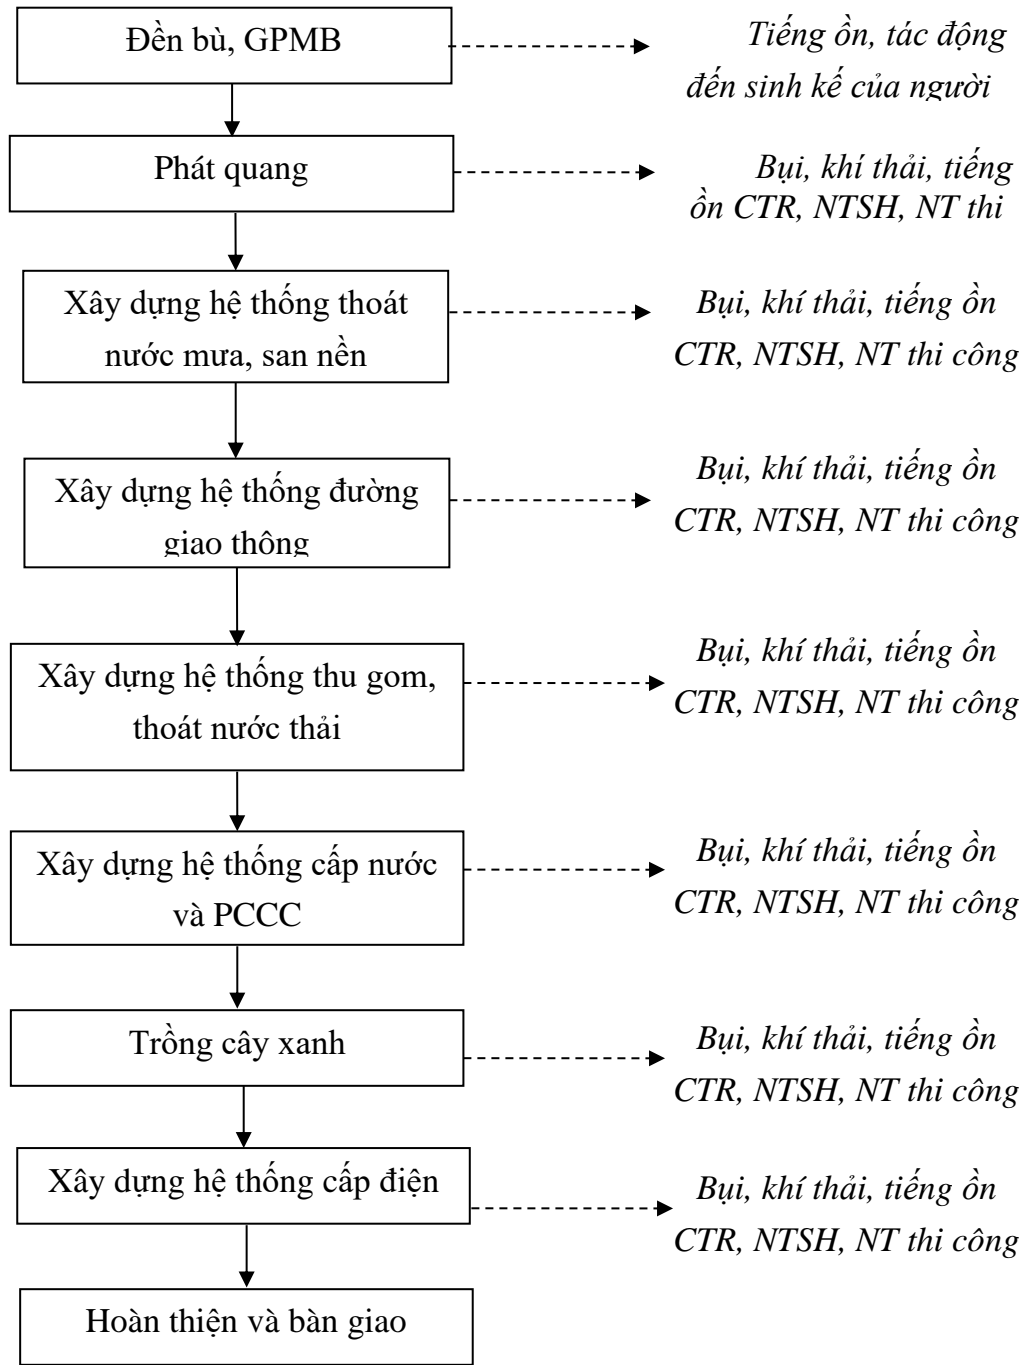 Đền bù, GPMB
Tiếng ồn, tác động
đến sinh kế của người
Phát quang
Bụi, khí thải, tiếng
ồn CTR, NTSH, NT thi
Xây dựng hệ thống thoát
nước mưa, san nền
Bụi, khí thải, tiếng ồn
CTR, NTSH, NT thi công
Xây dựng hệ thống đường
giao thông
Bụi, khí thải, tiếng ồn
CTR, NTSH, NT thi công
Xây dựng hệ thống thu gom,
thoát nước thải
Bụi, khí thải, tiếng ồn
CTR, NTSH, NT thi công
Xây dựng hệ thống cấp nước
và PCCC
Bụi, khí thải, tiếng ồn
CTR, NTSH, NT thi công
Trồng cây xanh
Bụi, khí thải, tiếng ồn
CTR, NTSH, NT thi công
Xây dựng hệ thống cấp điện
Bụi, khí thải, tiếng ồn
CTR, NTSH, NT thi công
Hoàn thiện và bàn giao